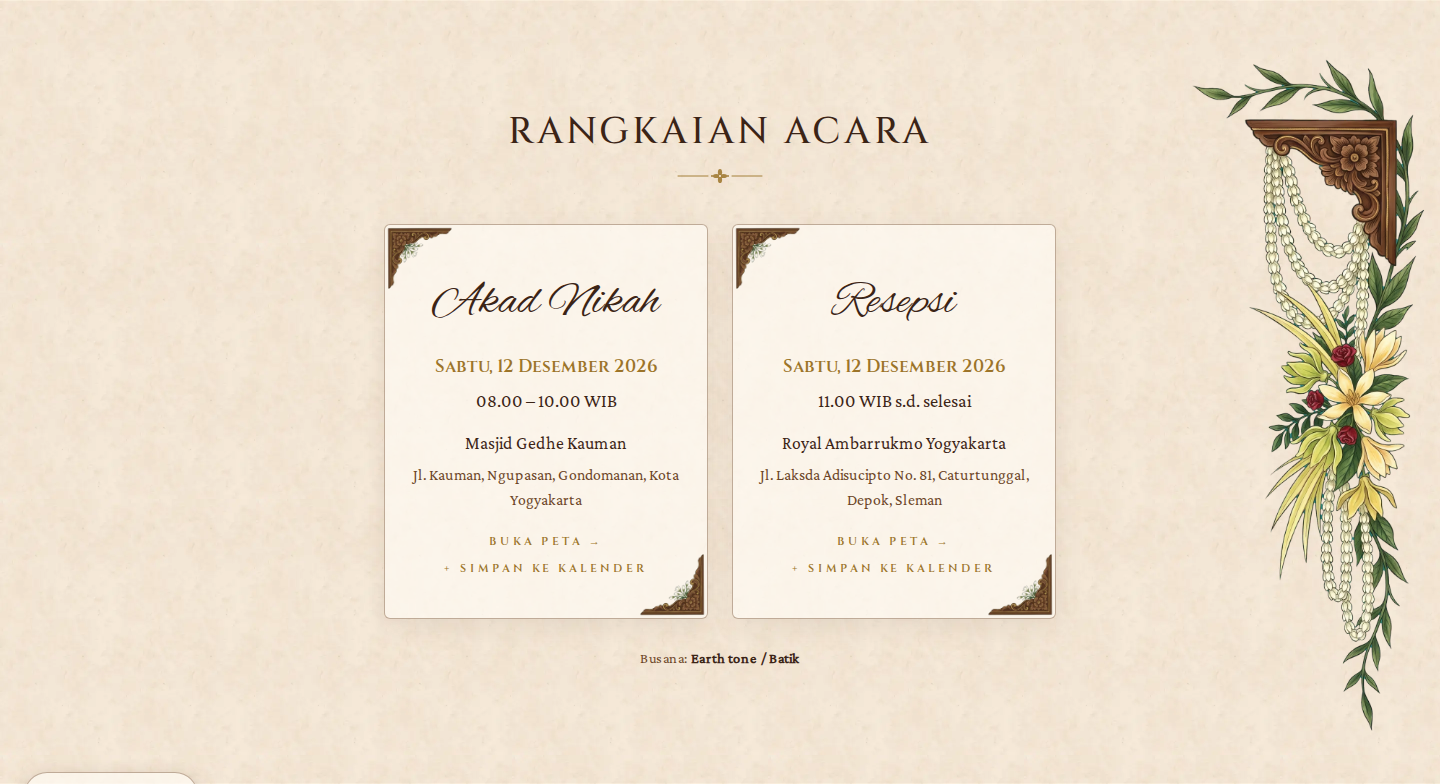 RANGKAIAN ACARA
Akad Nikah
Sabtu, 12 Desember 2026
08.00 – 10.00 WIB
Masjid Gedhe Kauman
Jl. Kauman, Ngupasan, Gondomanan, Kota
Yogyakarta
BUKA PETA →
+ SIMPAN KE KALENDER
Resepsi
Sabtu, 12 Desember 2026
11.00 WIB s.d. selesai
Royal Ambarrukmo Yogyakarta
Jl. Laksda Adisucipto No. 81, Caturtunggal,
Depok, Sleman
BUKA PETA →
+ SIMPAN KE KALENDER
Busana: Earth tone / Batik